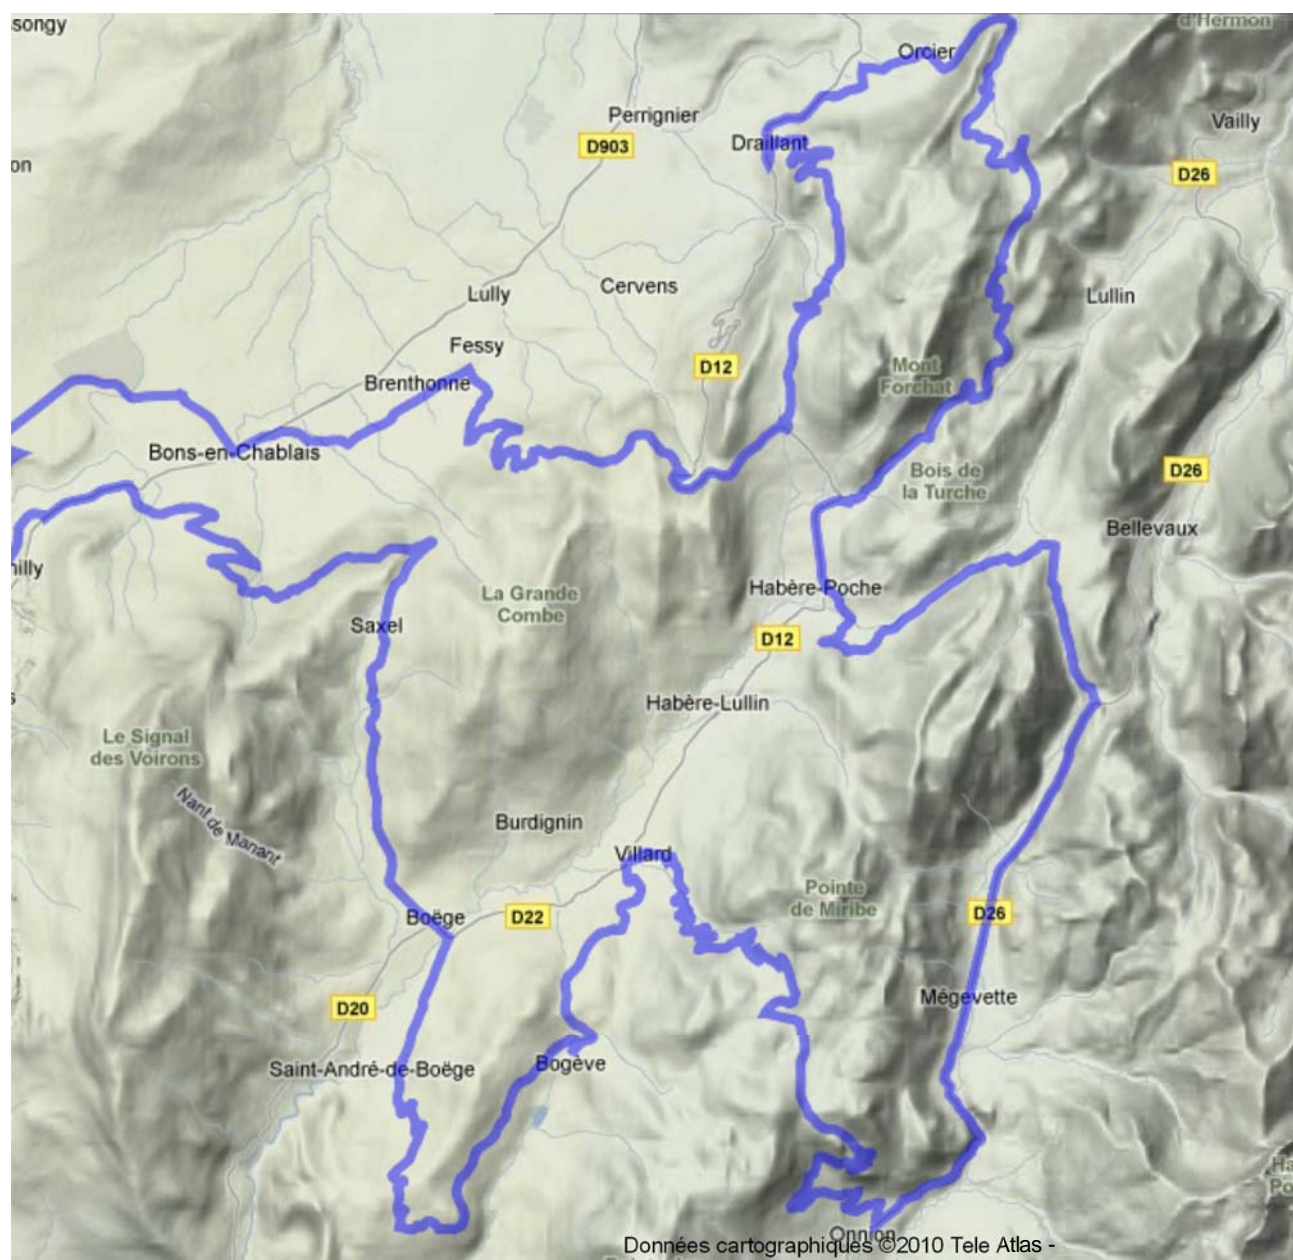 songy
d'Hermon
Orcier
Perrignier
Vailly
Draillant
D903
on
D26
Cervens
Lully
Lullin
Fessy
D12
Mont
Forchat
Brenthonne
Bons-en-Chablais
Bois de
la Turche
D26
Bellevaux
nilly
Habère-Poche
La Grande
Combe
Saxel
D12
Habère-Lullin
Le Signal
des Voirons
Nant de Manant
Burdignin
Villard
Pointe
de Miribe
Boëge
D22
D26
Mégevette
D20
Bogève
Saint-André-de-Boëge
Ha
Po
Onnion
Données cartographiques ©2010 Tele Atlas -